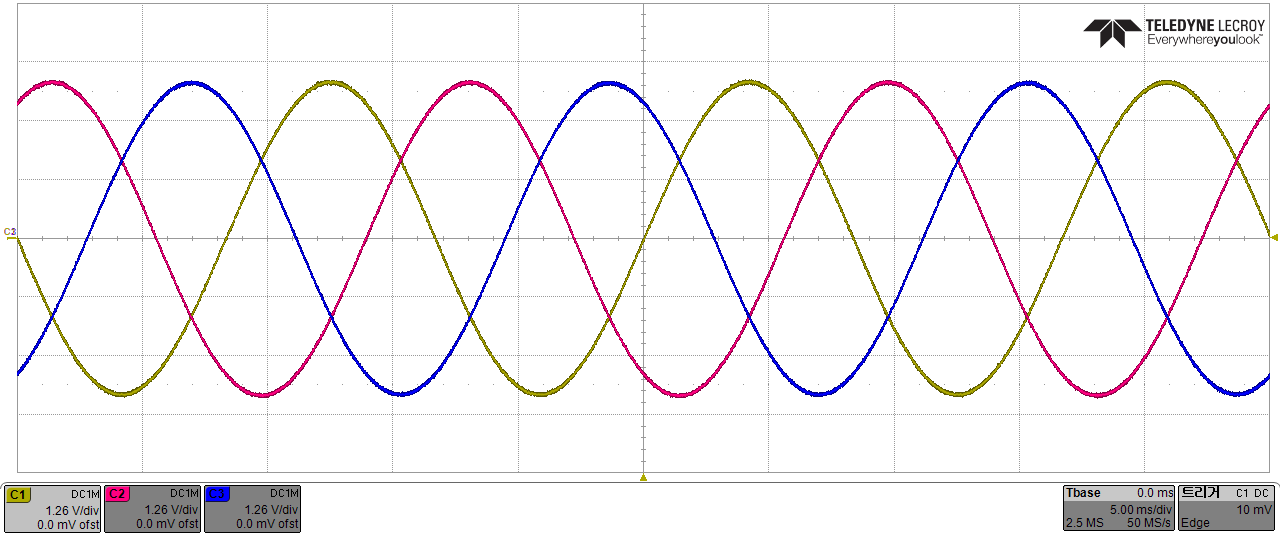 TELEDYNE LECROY
Everywhereyoulook™
C3
C1 DC1M
1.26 V/div
0.0 mV ofst
C2 DC1M
1.26 V/div
0.0 mV ofst
C3 DC1M
1.26 V/div
0.0 mV ofst
Tbase 0.0 ms
5.00 ms/div
2.5 MS 50 MS/s
트리거 C1 DC
10 mV
Edge